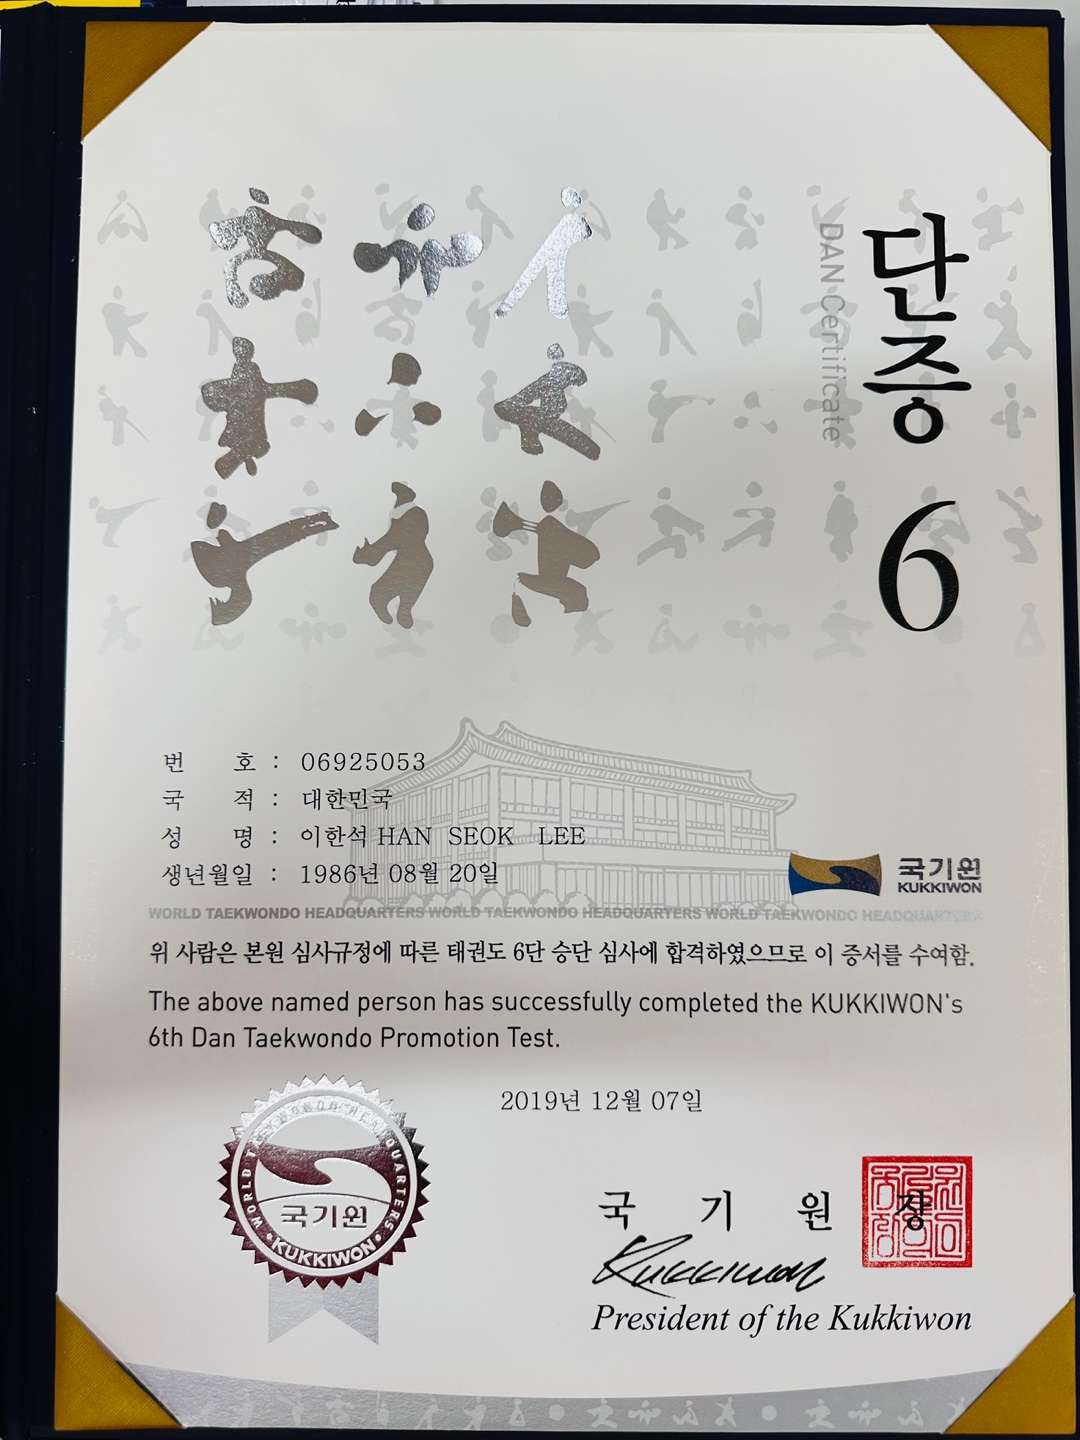 단증 6
DAN Certificate
번 호 : 06925053
국 적 : 대한민국
성 명 : 이한석 HAN SEOK LEE
생년월일 : 1986년 08월 20일
국기원
KUKKIWON
WORLD TAEKWONDO HEADQUARTERS WORLD TAEKWONDO HEADQUARTERS WORLD TAEKWONDO HEADQUARTERS
위 사람은 본원 심사규정에 따른 태권도 6단 승단 심사에 합격하였으므로 이 증서를 수여함.
The above named person has successfully completed the KUKKIWON's
6th Dan Taekwondo Promotion Test.
2019년 12월 07일
WORLD TAEKWONDO HEADQUARTERS
국기원
KUKKIWON
국 기 원 장
Kukkiwon
President of the Kukkiwon